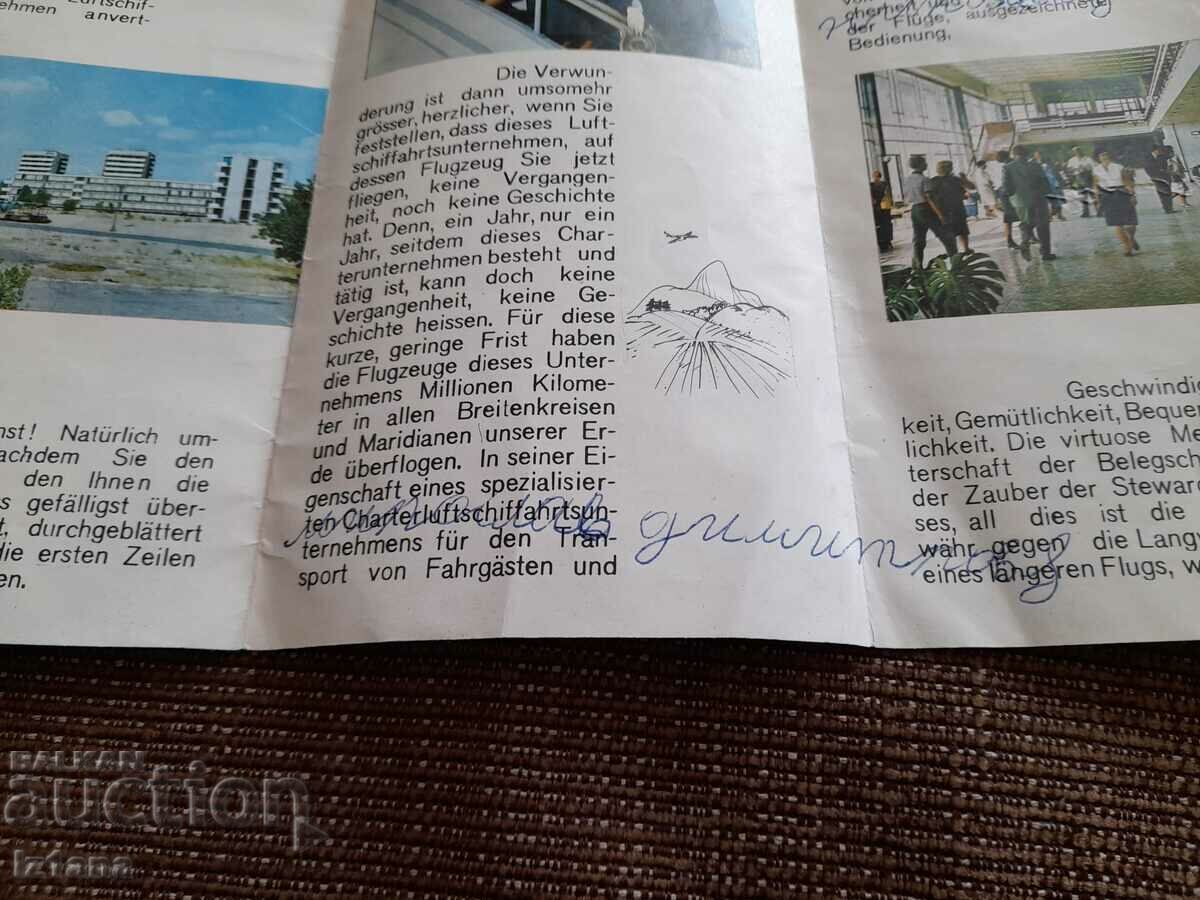 Luftschif-
nehmen anvert-
nst! Natürlich um-
achdem Sie den
den Ihnen die
s gefälligst über-
t, durchgeblättert
die ersten Zeilen
en.
Die Verwun-
derung ist dann umsomehr
grösser, herzlicher, wenn Sie
feststellen, dass dieses Luft-
schiffahrtsunternehmen, auf
dessen Flugzeug Sie jetzt
fliegen, keine Vergangen-
heit, noch keine Geschichte
hat. Denn, ein Jahr, nur ein
Jahr, seitdem dieses Char-
terunternehmen besteht und
tätig ist, kann doch keine
Vergangenheit, keine Ge-
schichte heissen. Für diese
kurze, geringe Frist haben
die Flugzeuge dieses Unter-
nehmens Millionen Kilome-
ter in allen Breitenkreisen
und Maridianen unserer Er-
de überflogen. In seiner Ei-
genschaft eines spezialisier-
ten Charterluftschiffahrtsun-
ternehmens für den Tran-
sport von Fahrgästen und
димитров
der Flüge, ausgezeichnete
Bedienung,
Geschwindig
keit, Gemütlichkeit, Beque
lichkeit. Die virtuose Me
terschaft der Belegsch
der Zauber der Steward
ses, all dies ist die
währ gegen die Langw
eines längeren Flugs, w
BALKAN
auction
Iztana